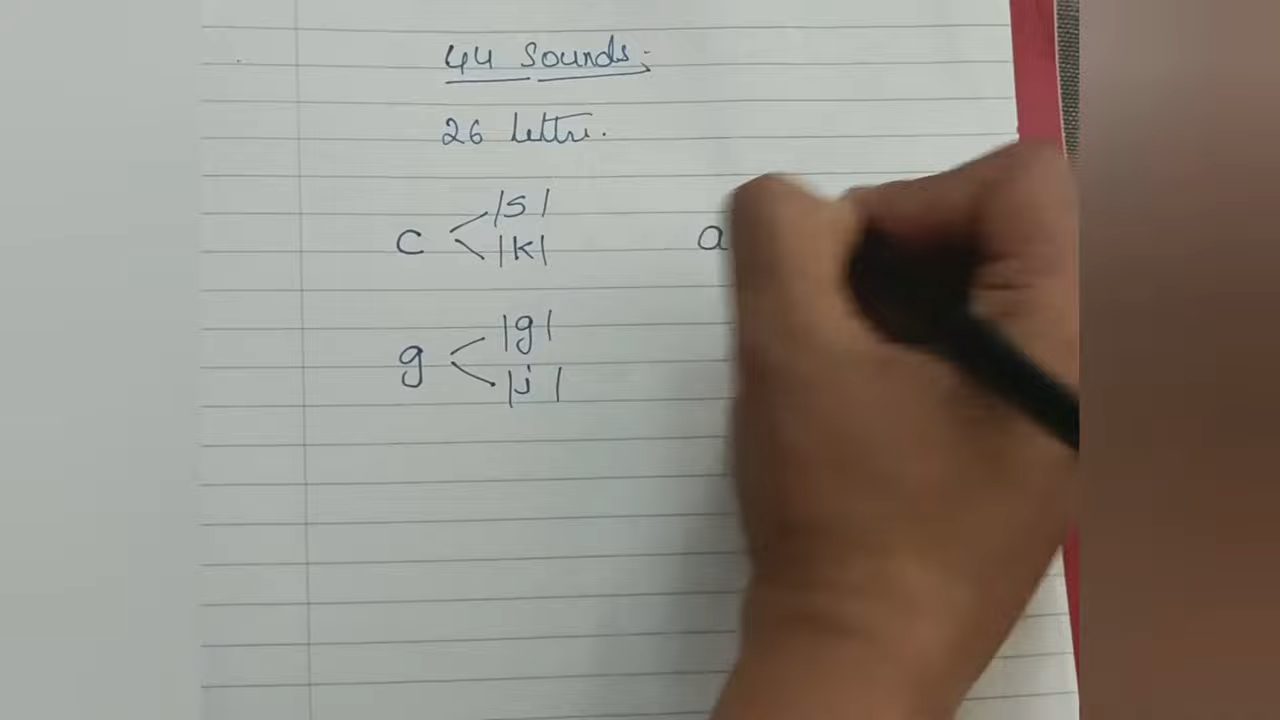 44 Sounds:
26 letters.
c < |s|
|k|
a
g < |g|
|j|